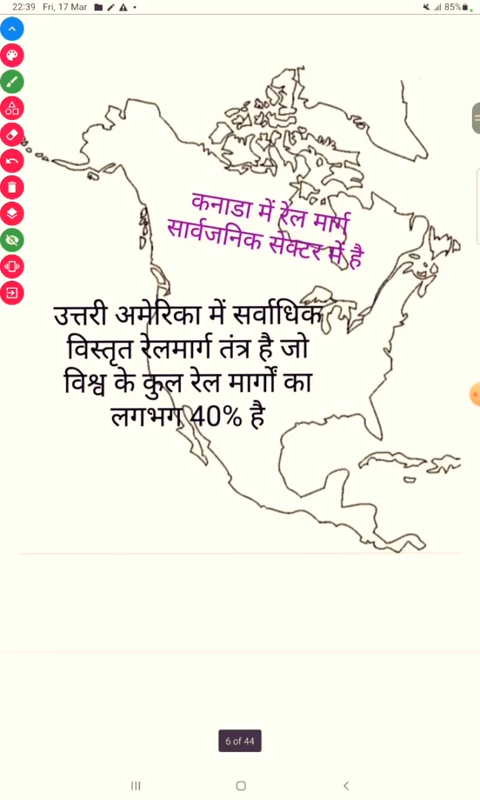 22:39 Fri, 17 Mar
85%
कनाडा में रेल मार्ग
सार्वजनिक सेक्टर में है
उत्तरी अमेरिका में सर्वाधिक
विस्तृत रेलमार्ग तंत्र है जो
विश्व के कुल रेल मार्गों का
लगभग 40% है
6 of 44